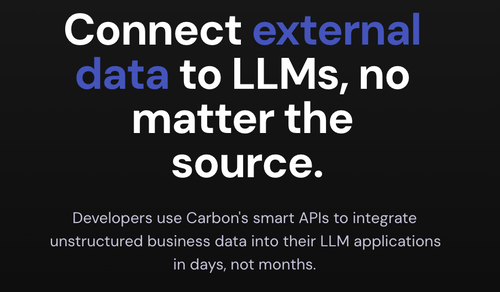 Connect external
data to LLMs, no
matter the
source.
Developers use Carbon's smart APIs to integrate
unstructured business data into their LLM applications
in days, not months.